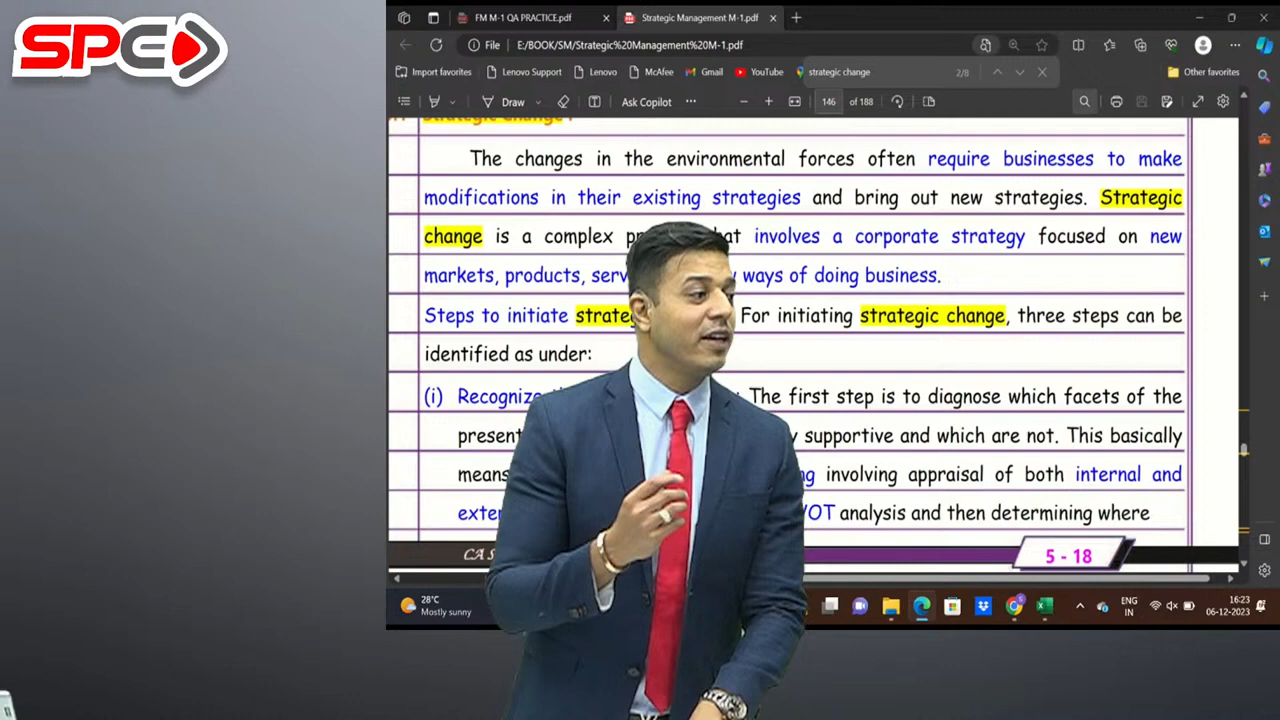 SPC
FM M-1 QA PRACTICE.pdf
Strategic Management M-1.pdf
File E:/BOOK/SM/Strategic%20Management%20M-1.pdf
Import favorites Lenovo Support Lenovo McAfee Gmail YouTube strategic change 2/8 Other favorites
Draw Ask Copilot 146 of 188
Strategic Change :
The changes in the environmental forces often require businesses to make
modifications in their existing strategies and bring out new strategies. Strategic
change is a complex involves a corporate strategy focused on new
markets, products, ways of doing business.
Steps to initiate For initiating strategic change, three steps can be
identified as under:
(i) Recognize The first step is to diagnose which facets of the
present supportive and which are not. This basically
means involving appraisal of both internal and
analysis and then determining where
CA
5 - 18
28°C
Mostly sunny
ENG
IN
16:23
06-12-2023